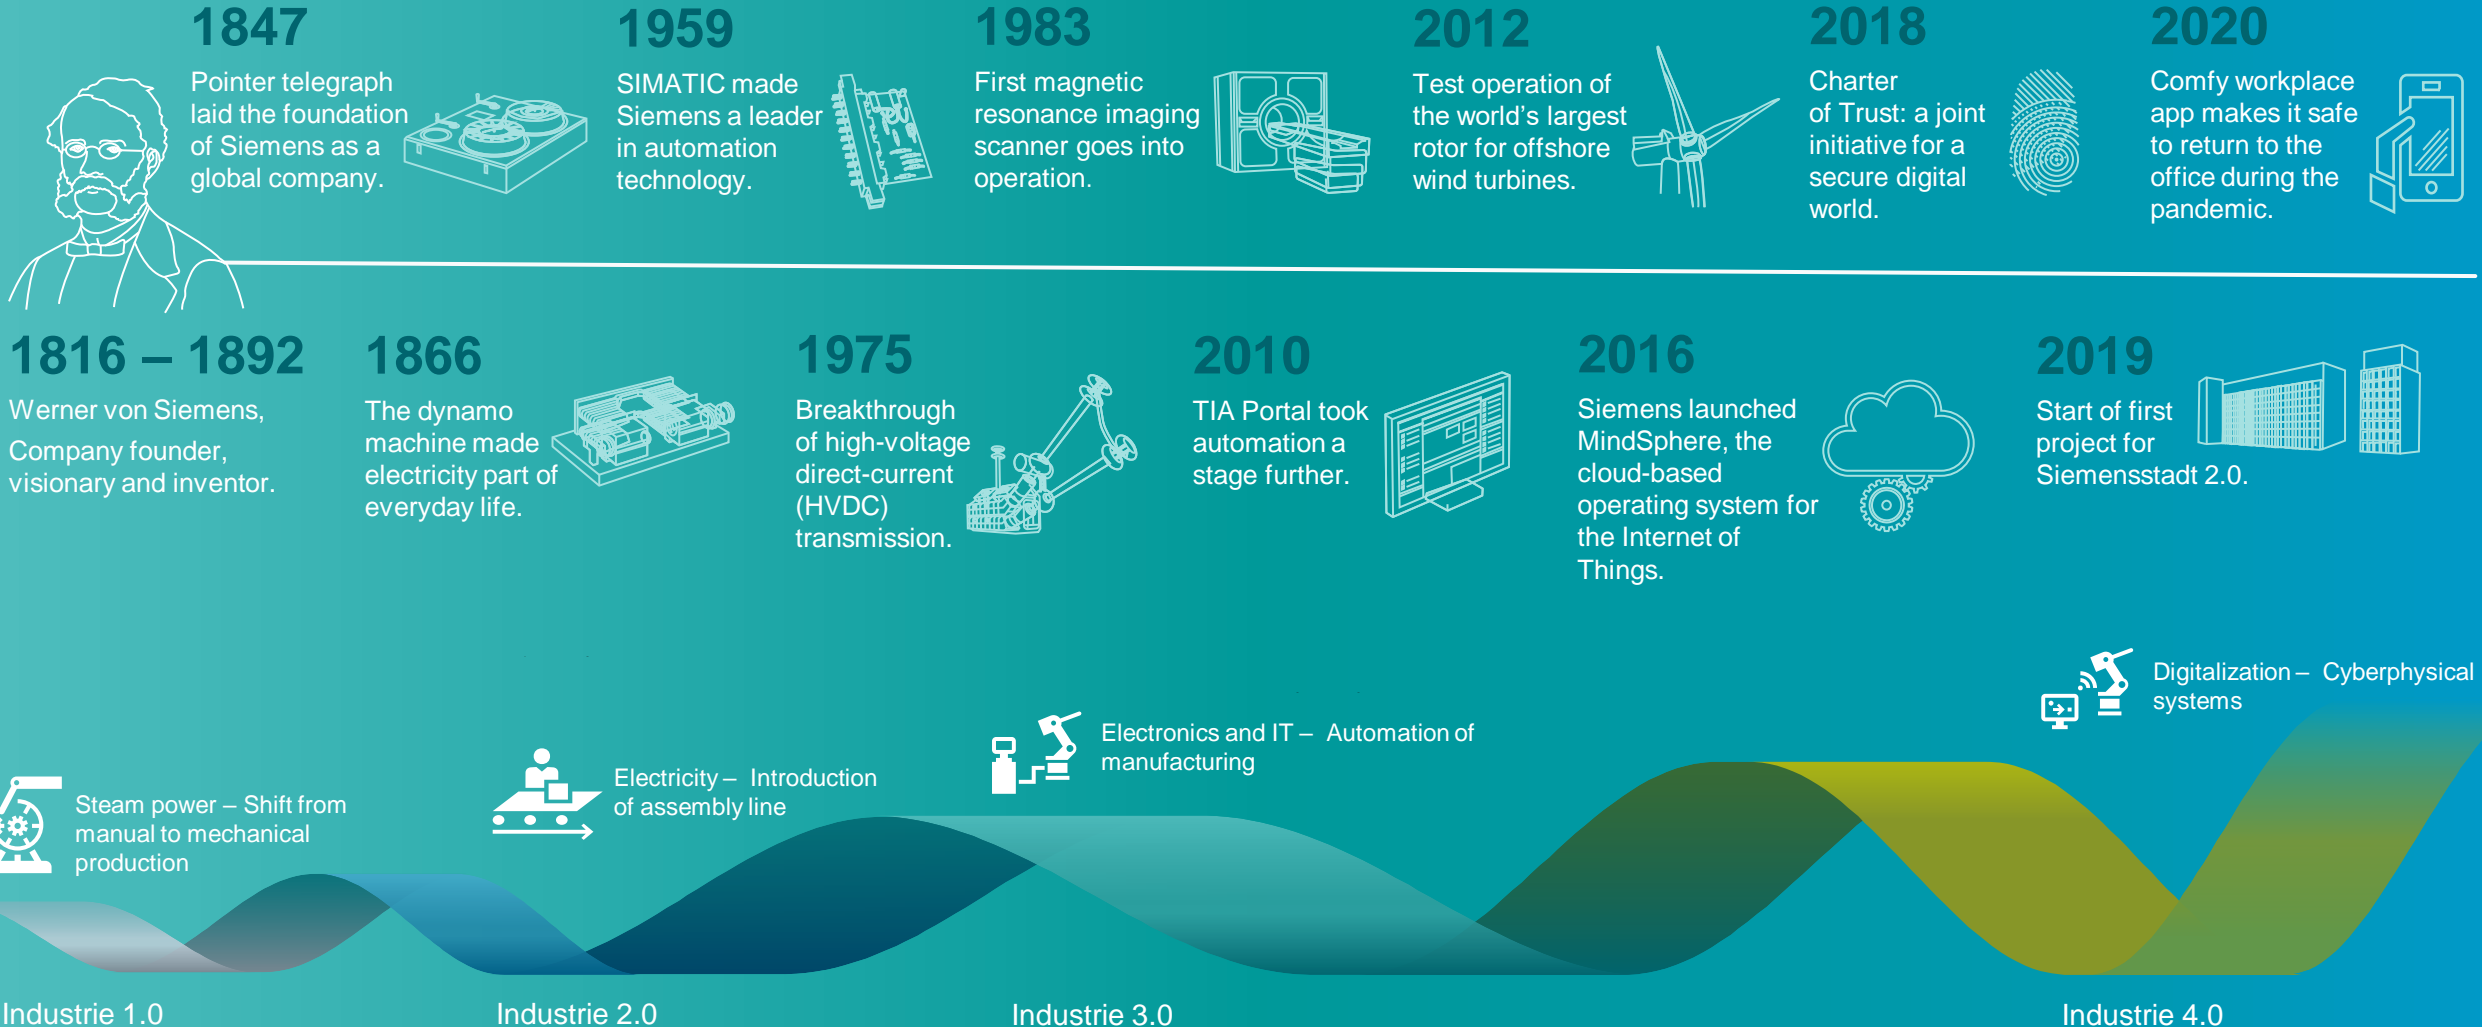 1847
Pointer telegraph
laid the foundation
of Siemens as a
global company.
1959
SIMATIC made
Siemens a leader
in automation
technology.
1983
First magnetic
resonance imaging
scanner goes into
operation.
2012
Test operation of
the world's largest
rotor for offshore
wind turbines.
2018
Charter
of Trust: a joint
initiative for a
secure digital
world.
2020
Comfy workplace
app makes it safe
to return to the
office during the
pandemic.
1816 – 1892
Werner von Siemens,
Company founder,
visionary and inventor.
1866
The dynamo
machine made
electricity part of
everyday life.
1975
Breakthrough
of high-voltage
direct-current
(HVDC)
transmission.
2010
TIA Portal took
automation a
stage further.
2016
Siemens launched
MindSphere, the
cloud-based
operating system for
the Internet of
Things.
2019
Start of first
project for
Siemensstadt 2.0.
Steam power – Shift from
manual to mechanical
production
Electricity – Introduction
of assembly line
Electronics and IT – Automation of
manufacturing
Digitalization – Cyberphysical
systems
Industrie 1.0
Industrie 2.0
Industrie 3.0
Industrie 4.0